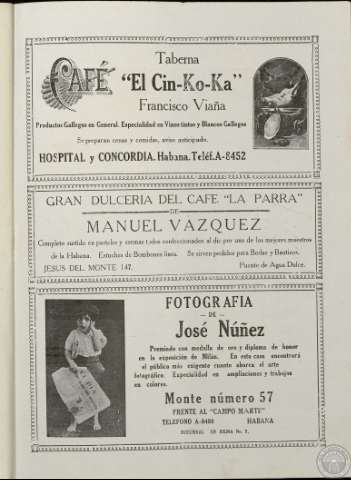 Taberna
CAFÉ "El Cin-Ko-Ka"
Francisco Viaña
Productos Gallegos en General. Especialidad en Vinos tintos y Blancos Gallegos
Se preparan cenas y comidas, aviso anticipado.
HOSPITAL y CONCORDIA. Habana. Teléf. A-8452
GRAN DULCERIA DEL CAFE "LA PARRA"
DE
MANUEL VAZQUEZ
Completo surtido en pasteles y cremas todos confeccionados al dia por uno de los mejores maestros
de la Habana. Estuches de Bombones finos. Se sirven pedidos para Bodas y Bautizos.
JESUS DEL MONTE 147. Puente de Agua Dulce.
FOTOGRAFIA
- DE -
José Núñez
Premiado con medalla de oro y diploma de honor
en la exposición de Milán. En esta casa encontrará
el público más exigente cuanto abarca el arte
fotográfico. Especialidad en ampliaciones y trabajos
en colores.
Monte número 57
FRENTE AL "CAMPO MARTE"
TELEFONO HABANA
SUCURSAL EN